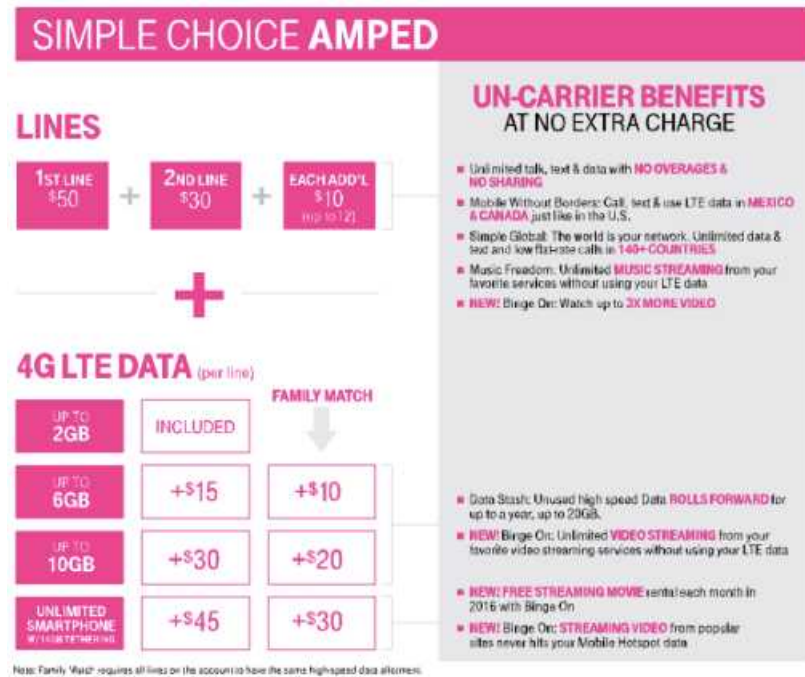 SIMPLE CHOICE AMPED
LINES
1ST LINE
$50
+
2ND LINE
$30
+
EACH ADD'L
$10
(up to 12)
+
4G LTE DATA (per line)
FAMILY MATCH
UP TO
2GB
INCLUDED
UP TO
6GB
+$15
+$10
UP TO
10GB
+$30
+$20
UNLIMITED
SMARTPHONE
W/14GB TETHERING
+$45
+$30
UN-CARRIER BENEFITS
AT NO EXTRA CHARGE
Unlimited talk, text & data with NO OVERAGES &
NO SHARING
Mobile Without Borders: Call, text & use LTE data in MEXICO
& CANADA just like in the U.S.
Simple Global: The world is your network. Unlimited data &
text and low flat-rate calls in 140+ COUNTRIES
Music Freedom: Unlimited MUSIC STREAMING from your
favorite services without using your LTE data
NEW! Binge On: Watch up to 3X MORE VIDEO
Data Stash: Unused high speed Data ROLLS FORWARD for
up to a year, up to 20GB.
NEW! Binge On: Unlimited VIDEO STREAMING from your
favorite video streaming services without using your LTE data
NEW! FREE STREAMING MOVIE rental each month in
2016 with Binge On
NEW! Binge On: STREAMING VIDEO from popular
sites never hits your Mobile Hotspot data
Note: Family Match requires all lines on the account to have the same high-speed data allotment.